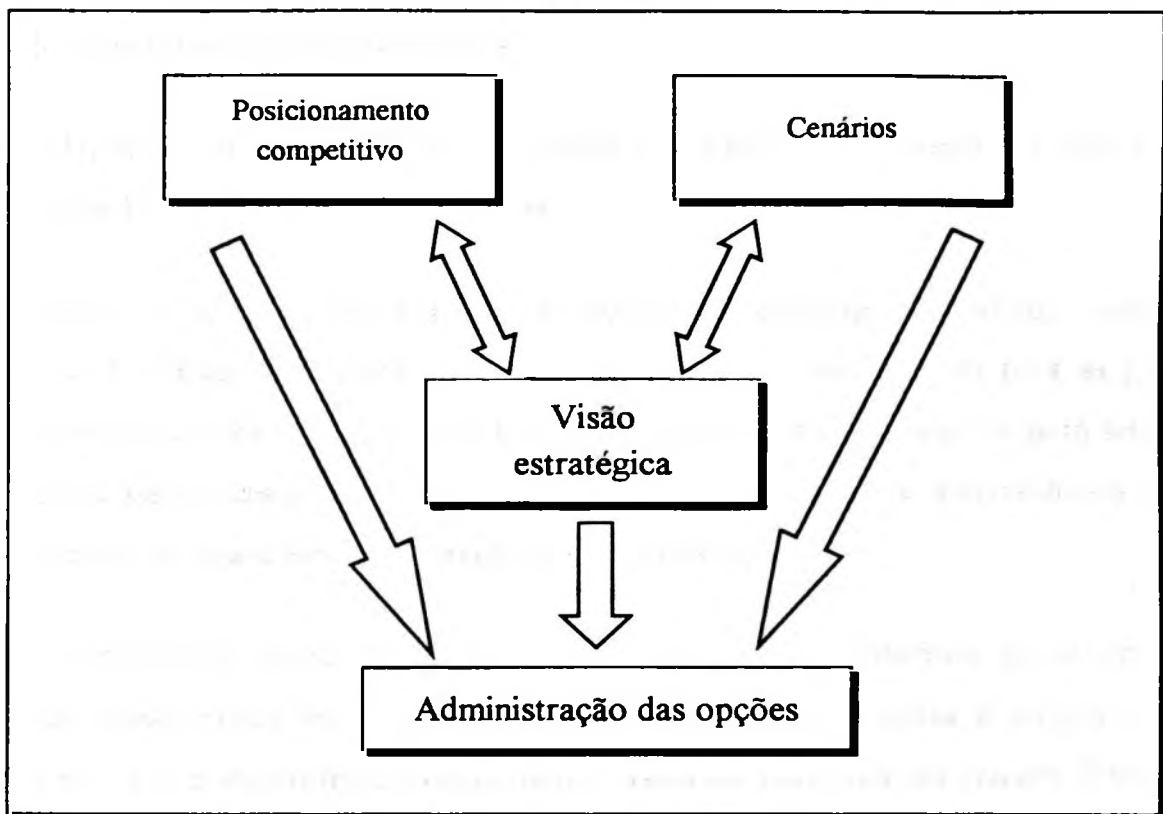 Posicionamento
competitivo
Cenários
Visão
estratégica
Administração das opções